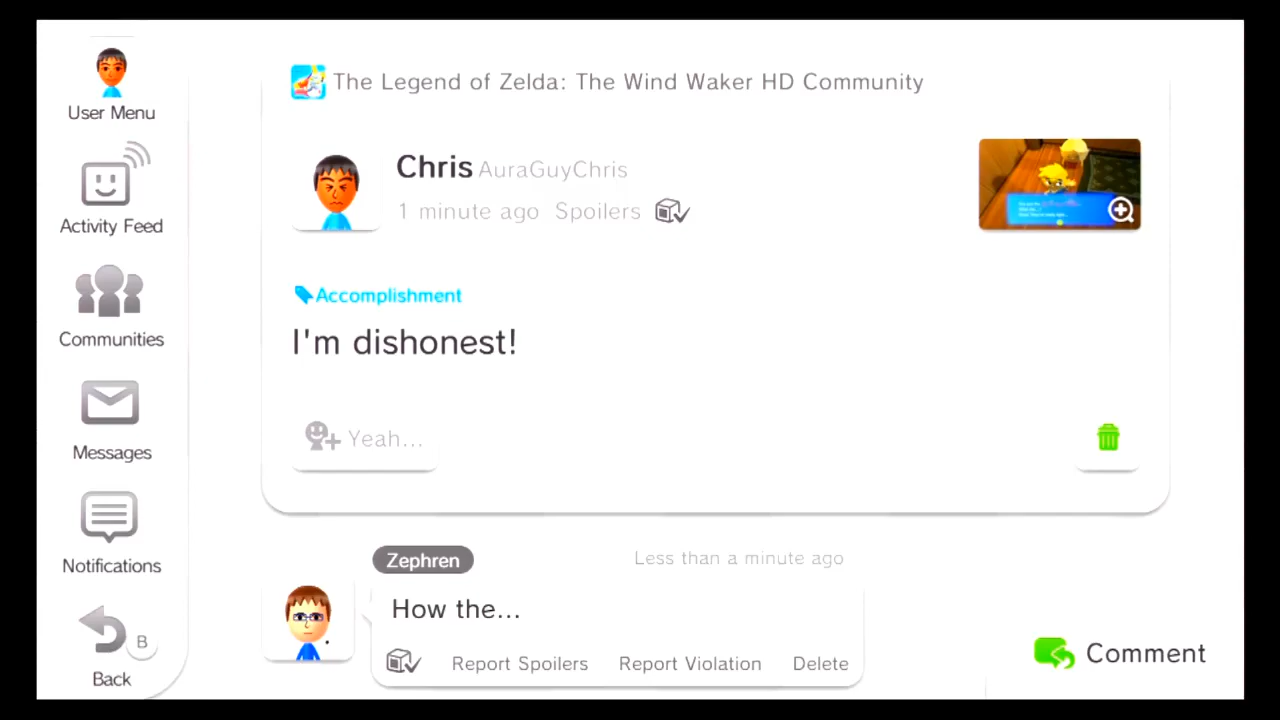 User Menu
Activity Feed
Communities
Messages
Notifications
B
Back
The Legend of Zelda: The Wind Waker HD Community
Chris AuraGuyChris
1 minute ago Spoilers
Accomplishment
I'm dishonest!
Yeah...
Zephren
Less than a minute ago
How the...
Report Spoilers Report Violation Delete
Comment